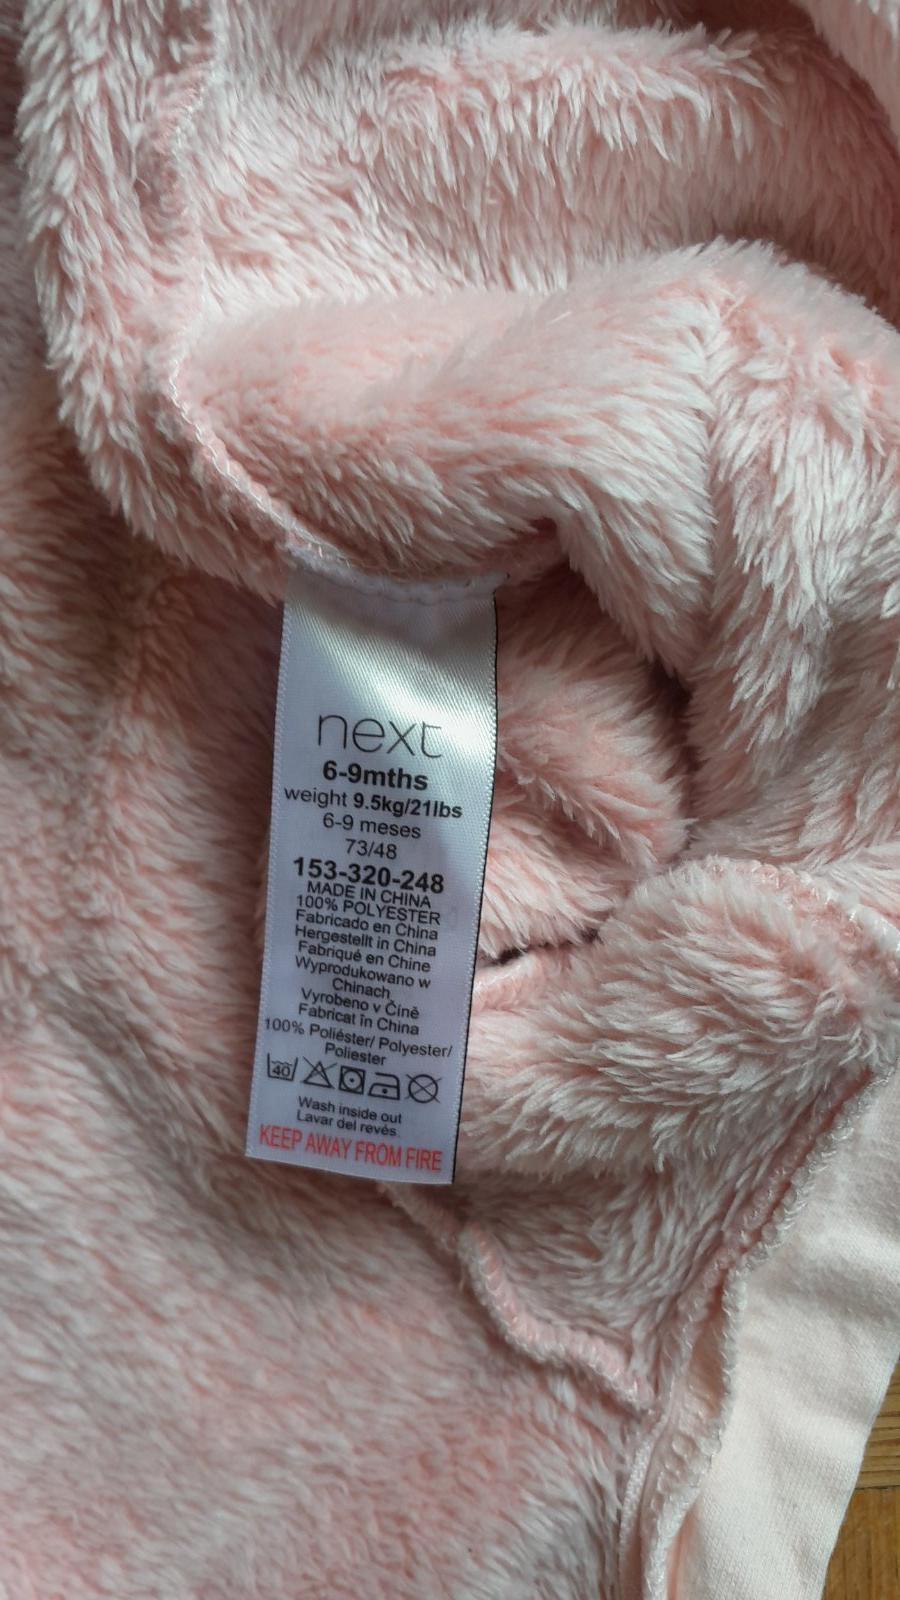 next
6-9mths
weight 9.5kg/21lbs
6-9 meses
73/48
153-320-248
MADE IN CHINA
100% POLYESTER
Fabricado en China
Hergestellt in China
Fabriqué en Chine
Wyprodukowano w
Chinach
Vyrobeno v Číně
Fabricat în China
100% Poliéster/ Polyester/
Poliester
40
Wash inside out
Lavar del revés.
KEEP AWAY FROM FIRE